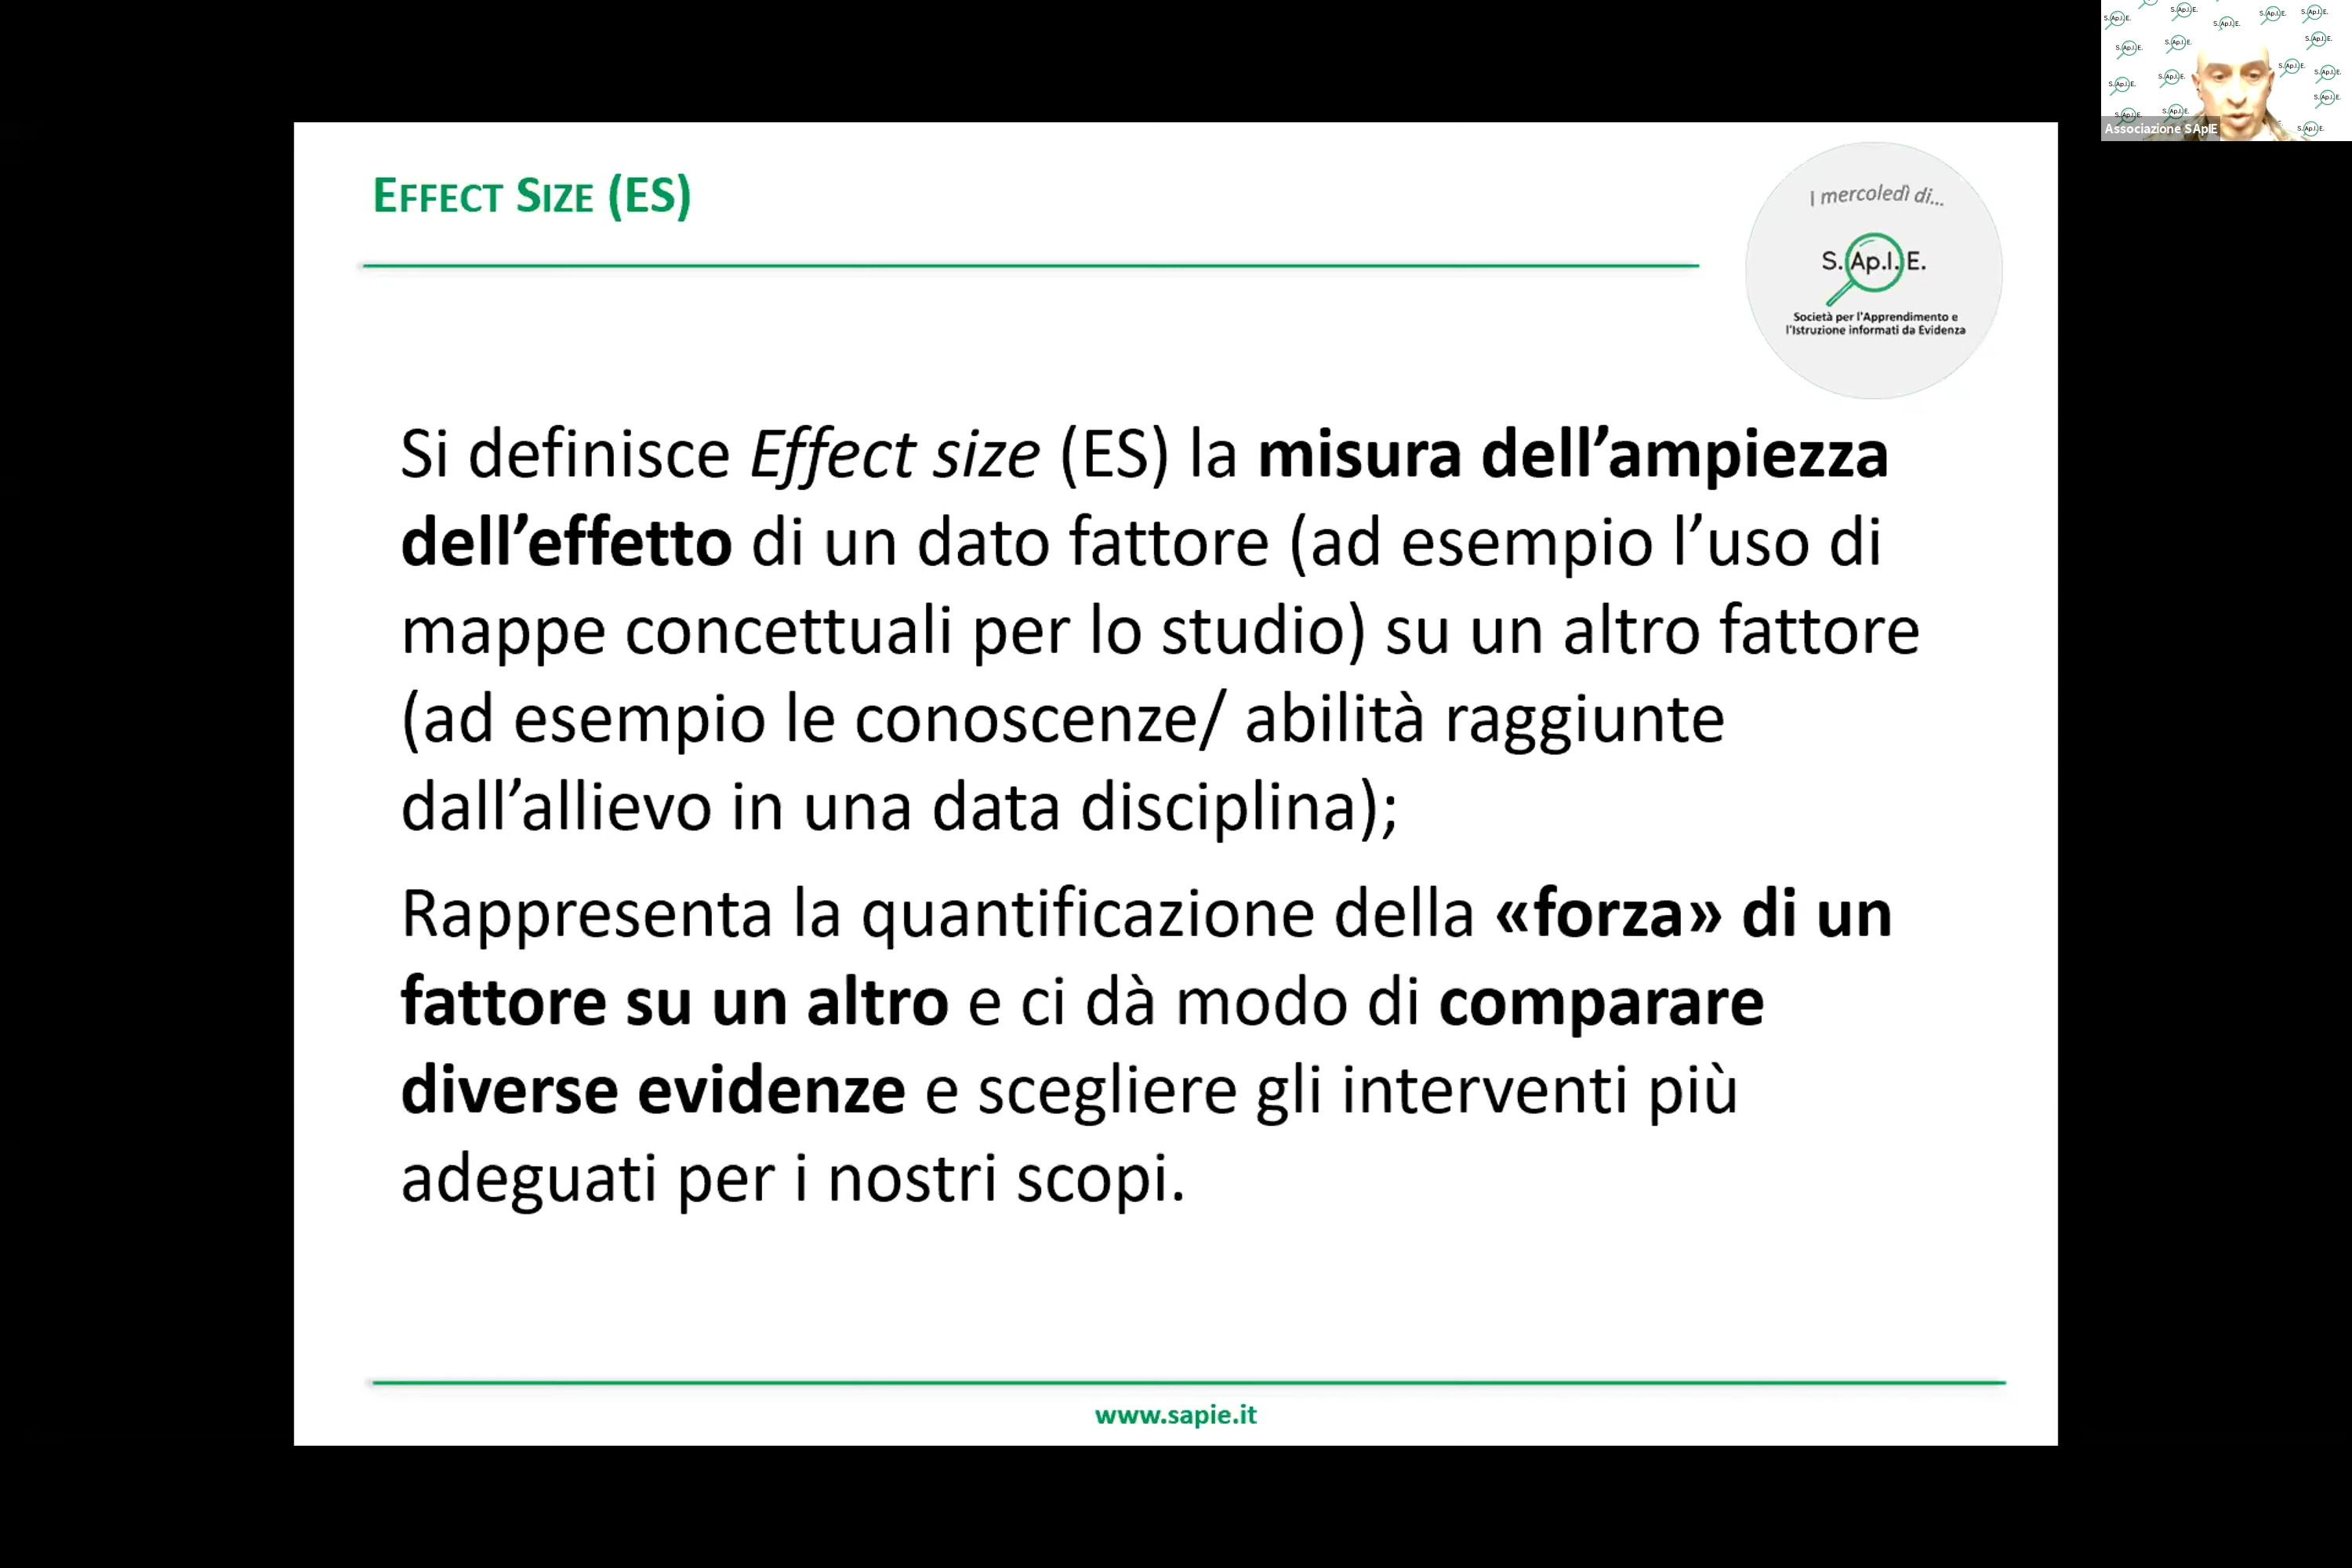 EFFECT SIZE (ES)
I mercoledì di...
S.Ap.I.E.
Società per l'Apprendimento e
l'Istruzione informati da Evidenza
Si definisce Effect size (ES) la misura dell’ampiezza
dell’effetto di un dato fattore (ad esempio l’uso di
mappe concettuali per lo studio) su un altro fattore
(ad esempio le conoscenze/ abilità raggiunte
dall’allievo in una data disciplina);
Rappresenta la quantificazione della «forza» di un
fattore su un altro e ci dà modo di comparare
diverse evidenze e scegliere gli interventi più
adeguati per i nostri scopi.
www.sapie.it
Associazione SApIE